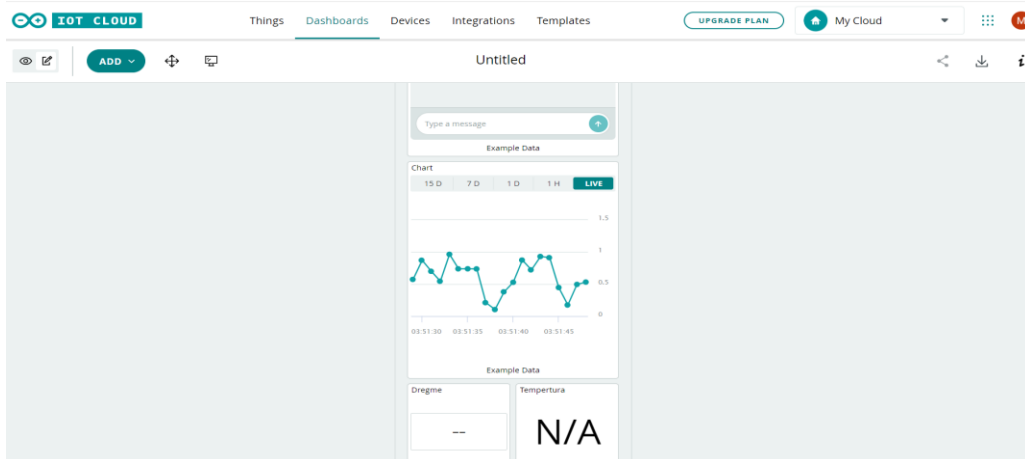 IOT CLOUD Things Dashboards Devices Integrations Templates UPGRADE PLAN My Cloud M
ADD Untitled i
Type a message
Example Data
Chart
15 D 7 D 1 D 1 H LIVE
1.5
1
0.5
0
03:51:30 03:51:35 03:51:40 03:51:45
Example Data
Dregme Tempertura
-- N/A